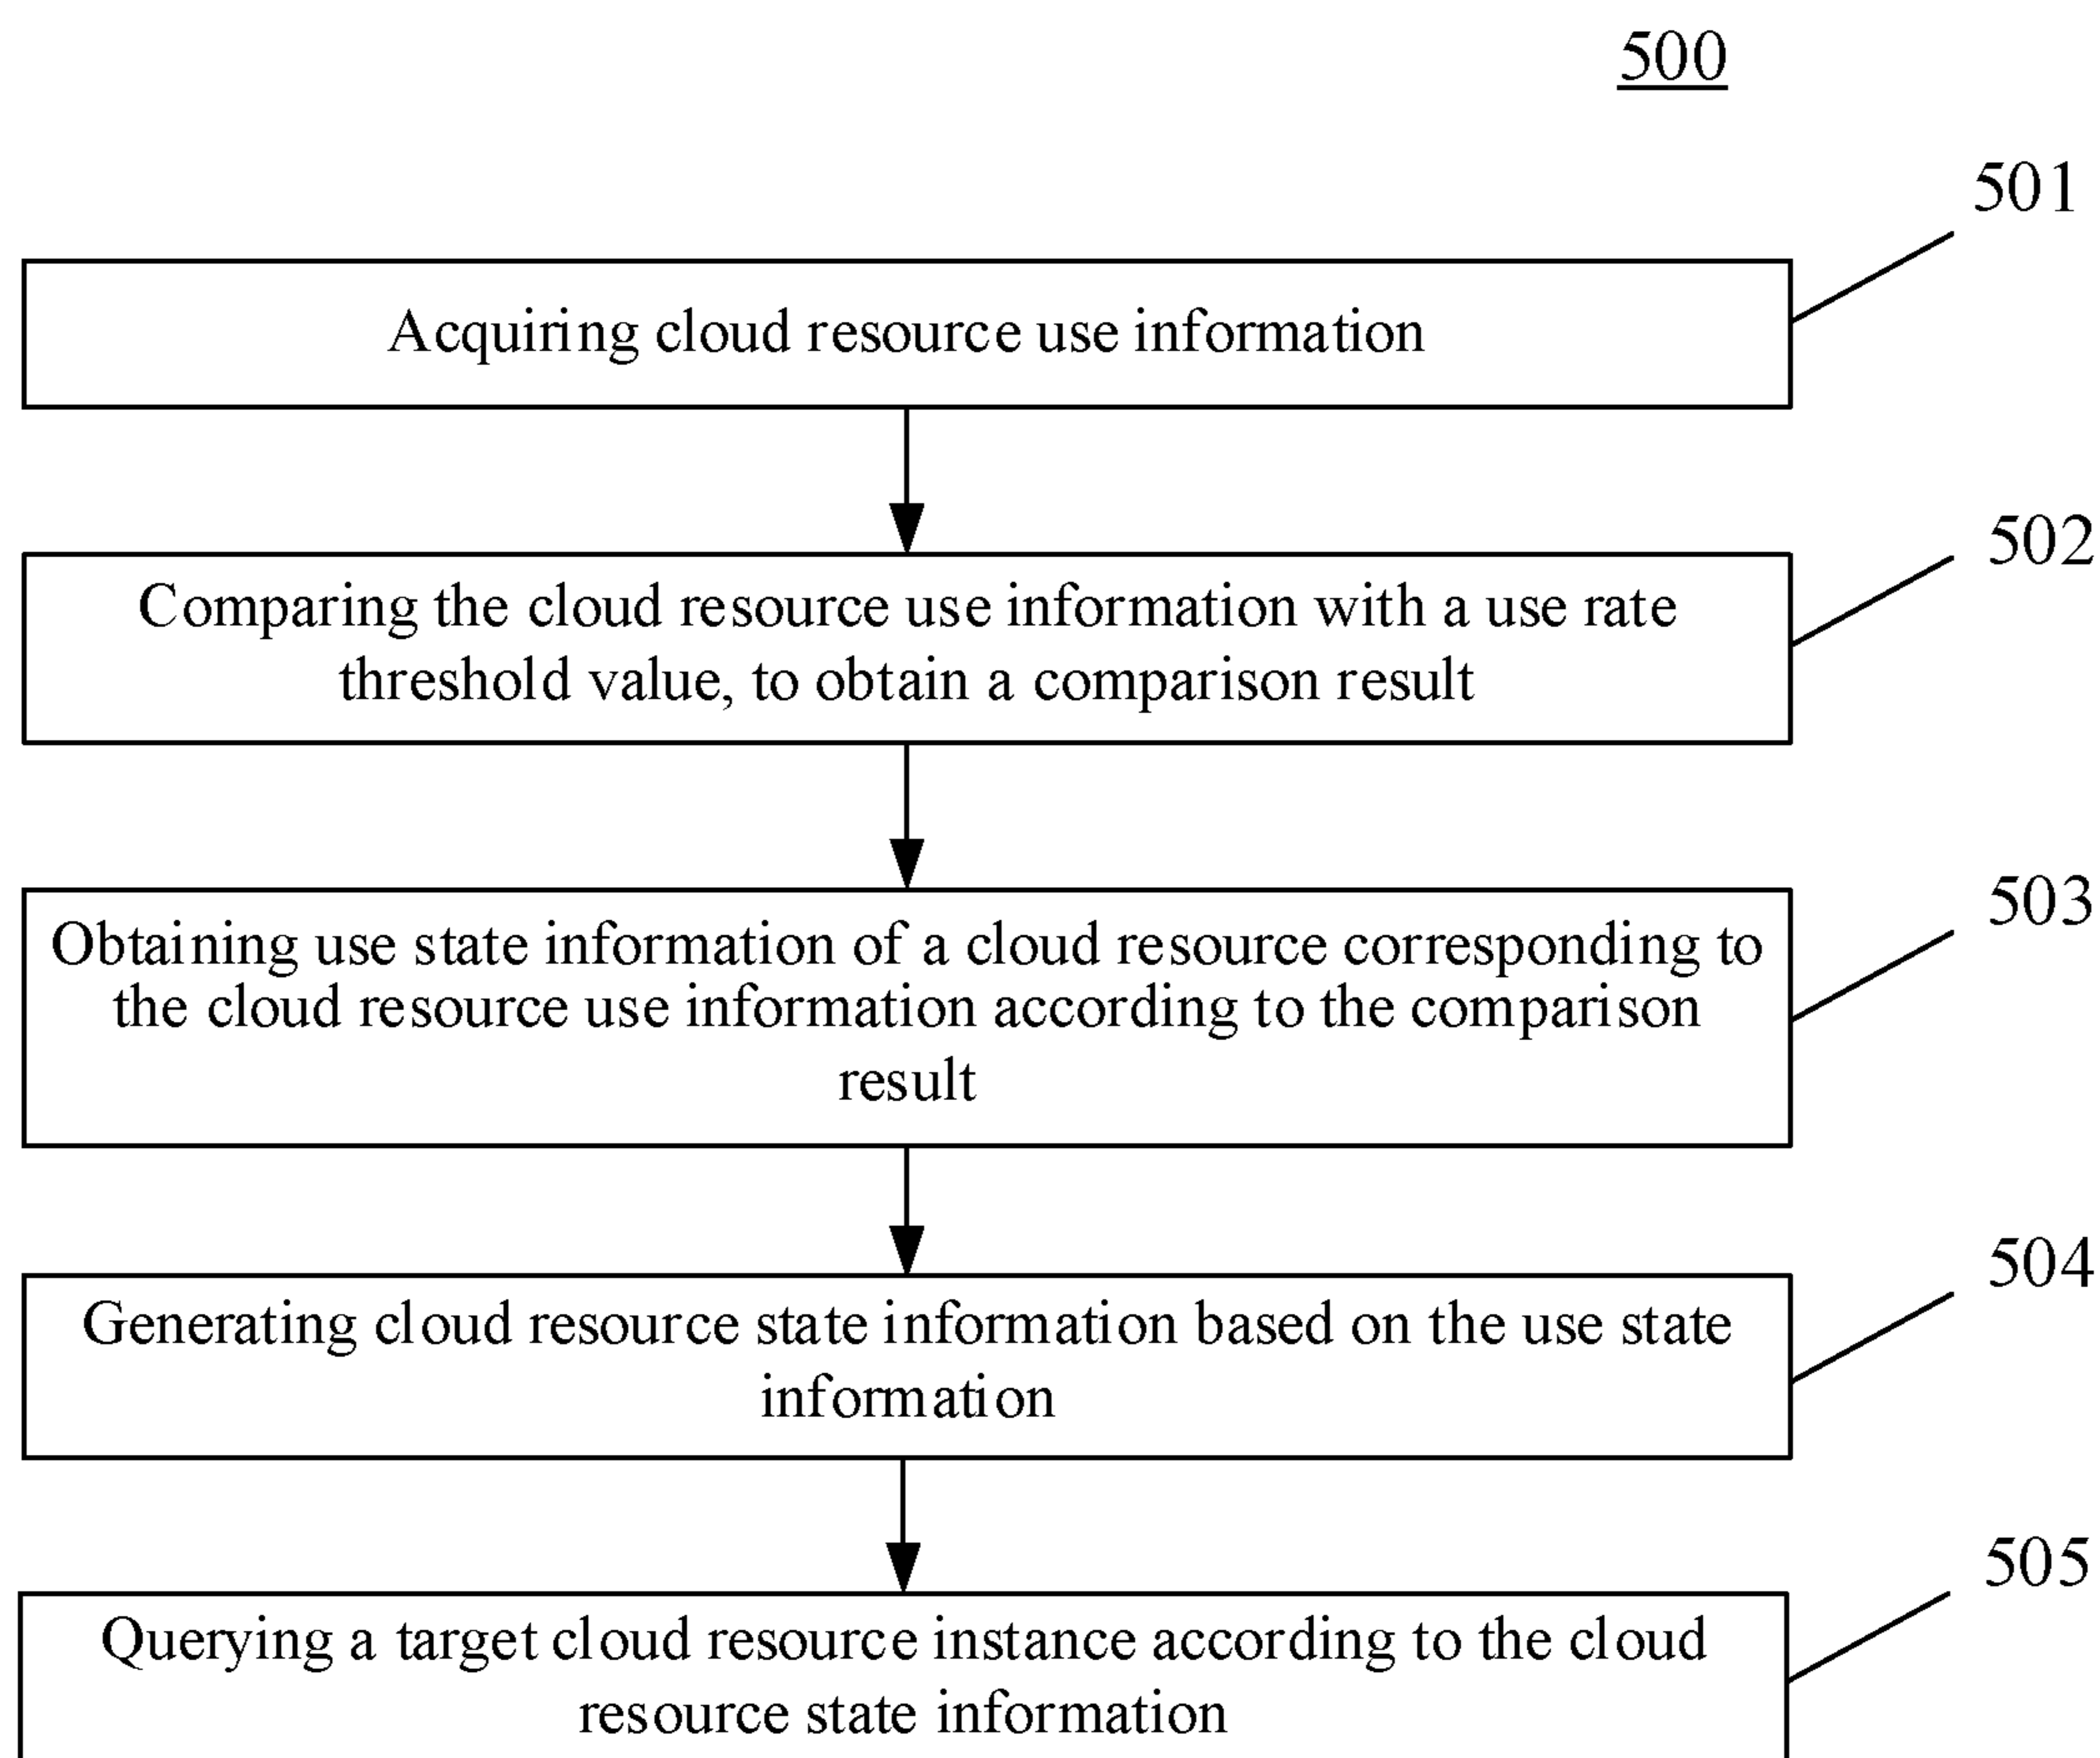 500
501
Acquiring cloud resource use information
502
Comparing the cloud resource use information with a use rate
threshold value, to obtain a comparison result
503
Obtaining use state information of a cloud resource corresponding to
the cloud resource use information according to the comparison
result
504
Generating cloud resource state information based on the use state
information
505
Querying a target cloud resource instance according to the cloud
resource state information